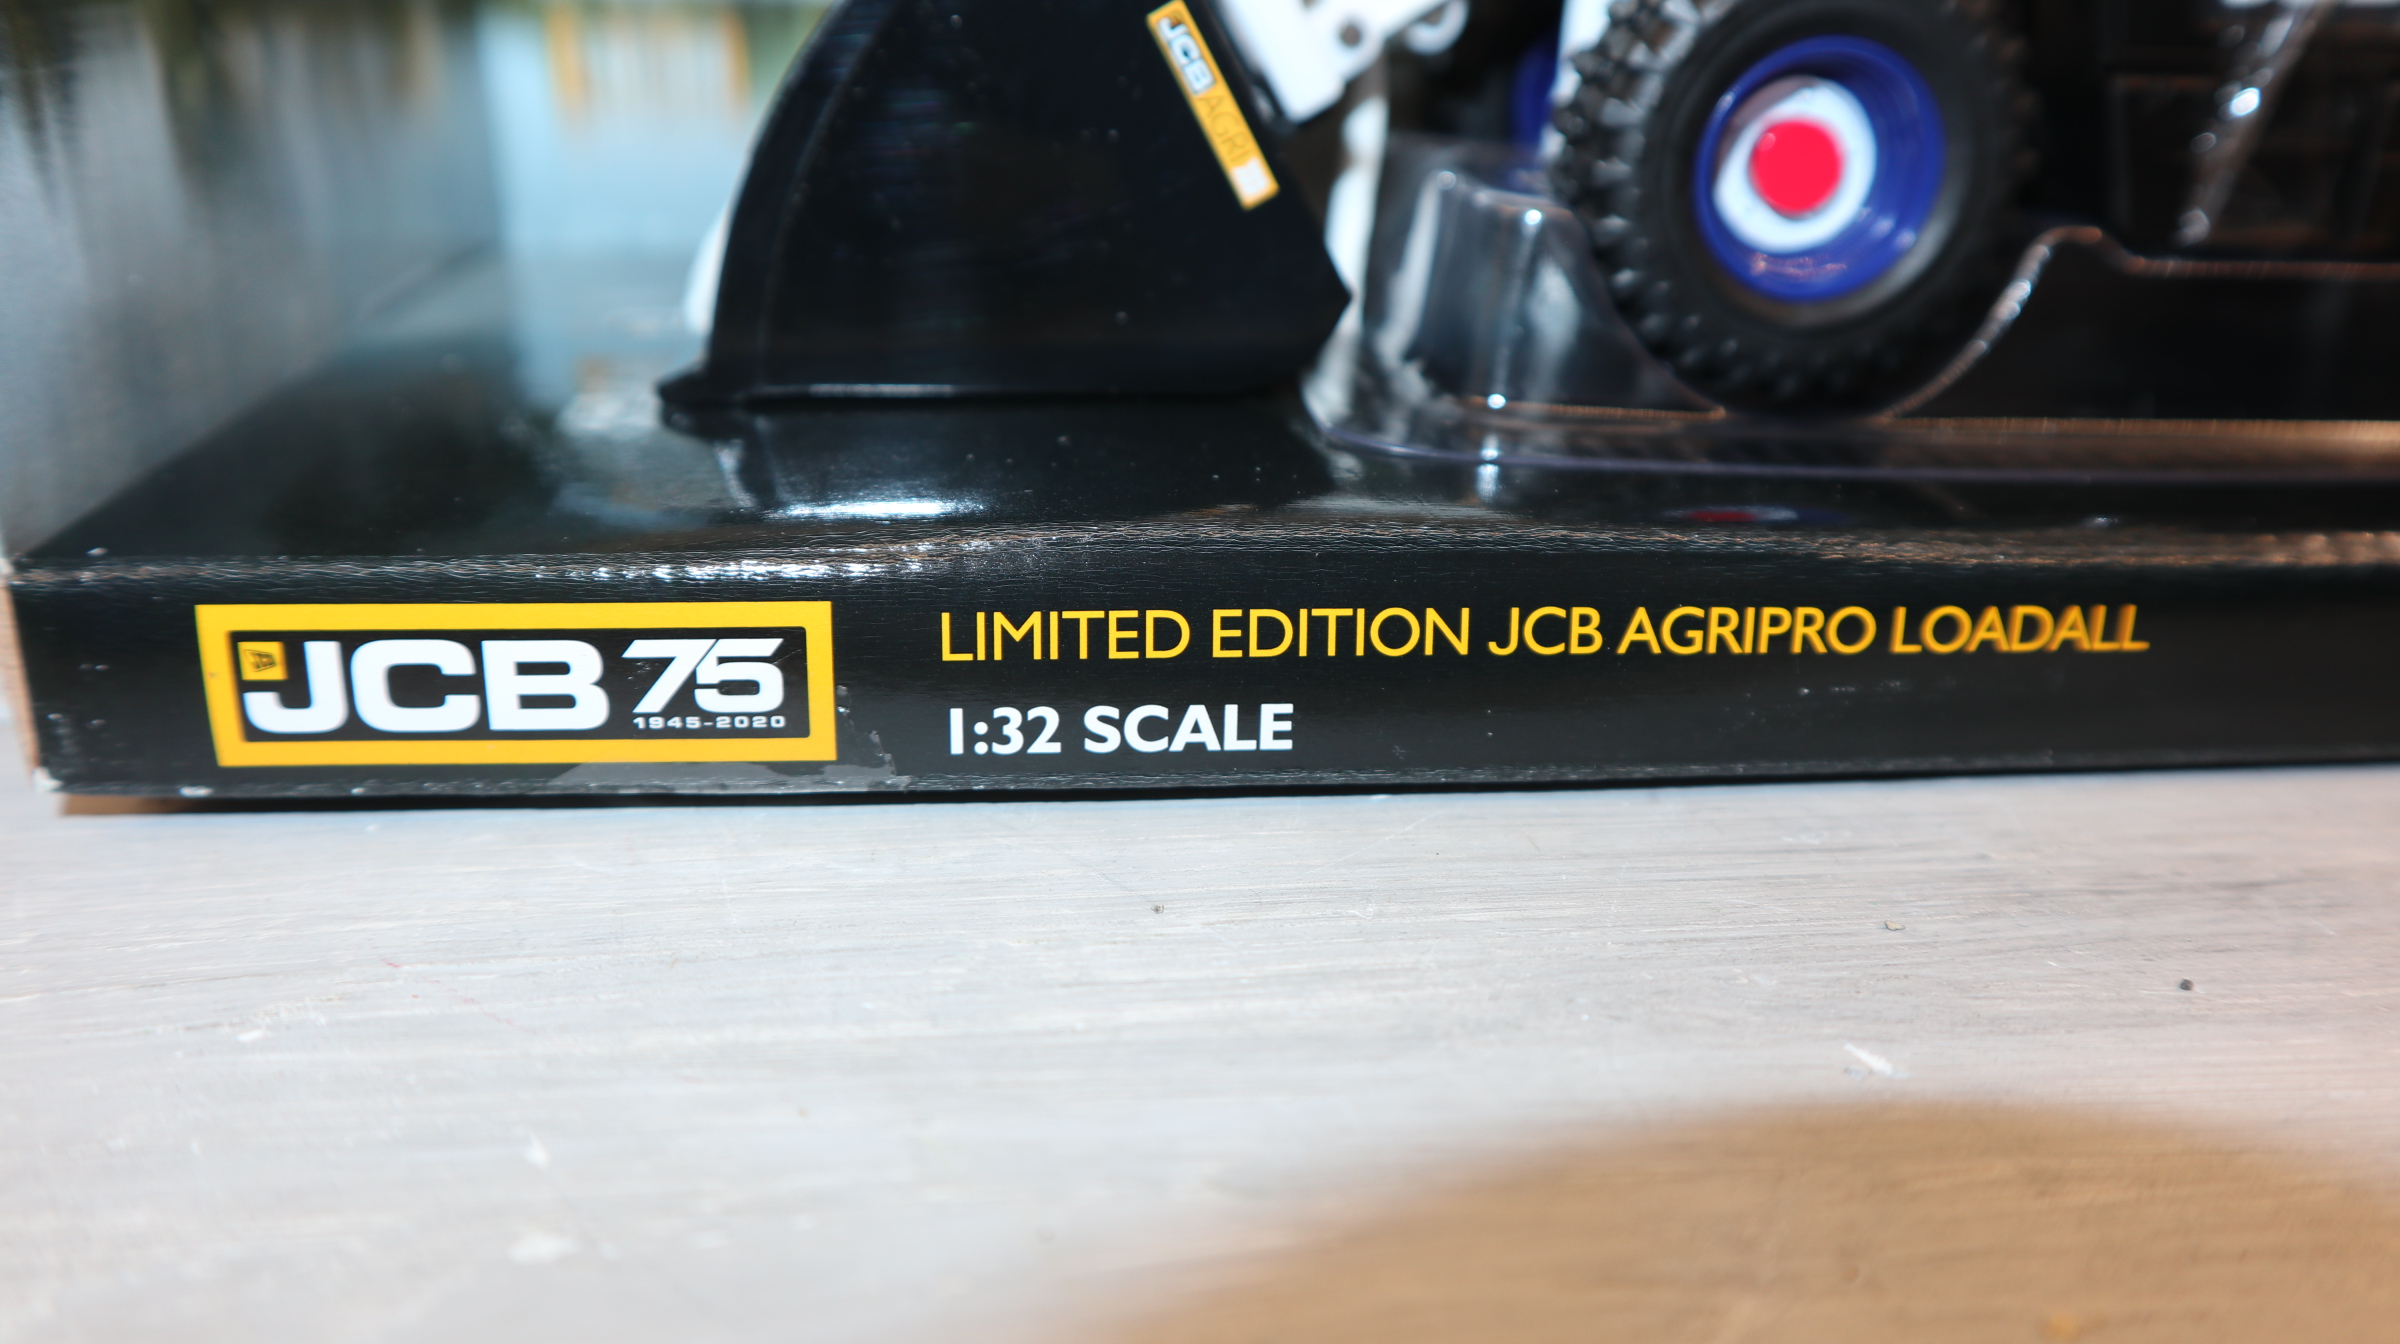 JCB AGRI
JCB 75
1945-2020
LIMITED EDITION JCB AGRIPRO LOADALL
1:32 SCALE